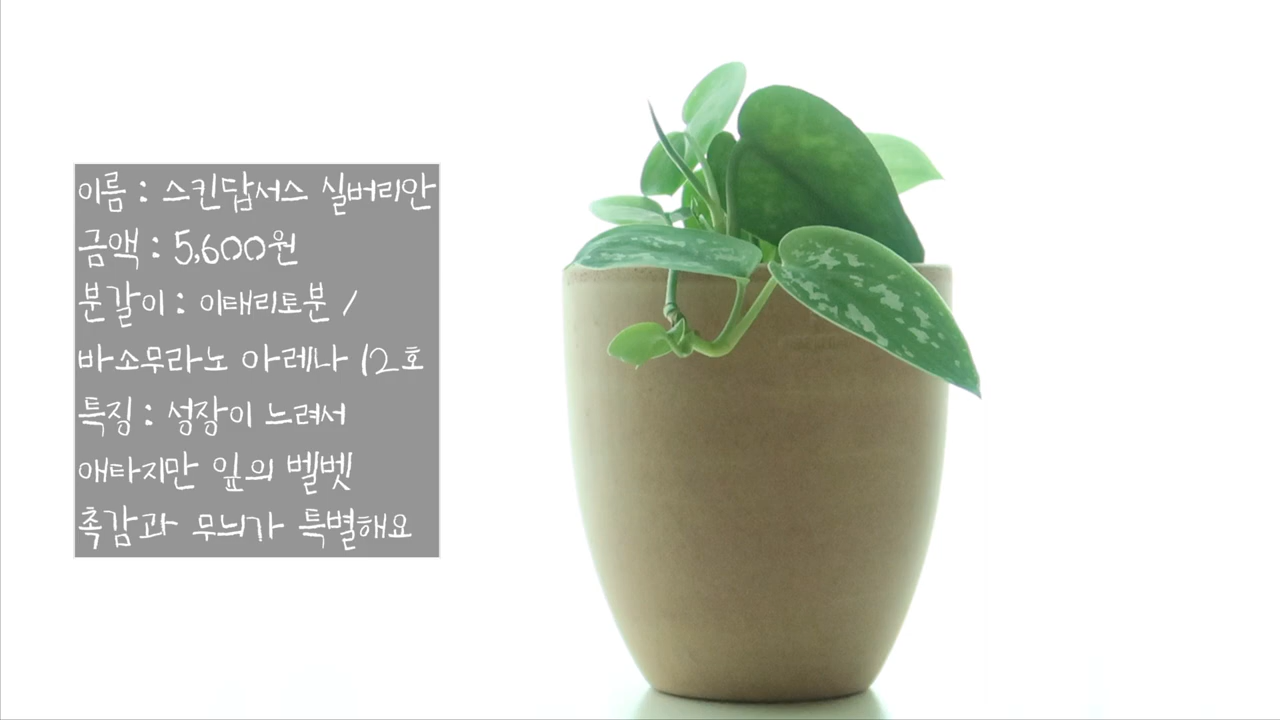 이름 : 스킨답서스 실버리안
금액 : 5,600원
분갈이 : 이태리토분 /
바소무라노 아레나 12호
특징 : 성장이 느려서
애타지만 잎의 벨벳
촉감과 무늬가 특별해요